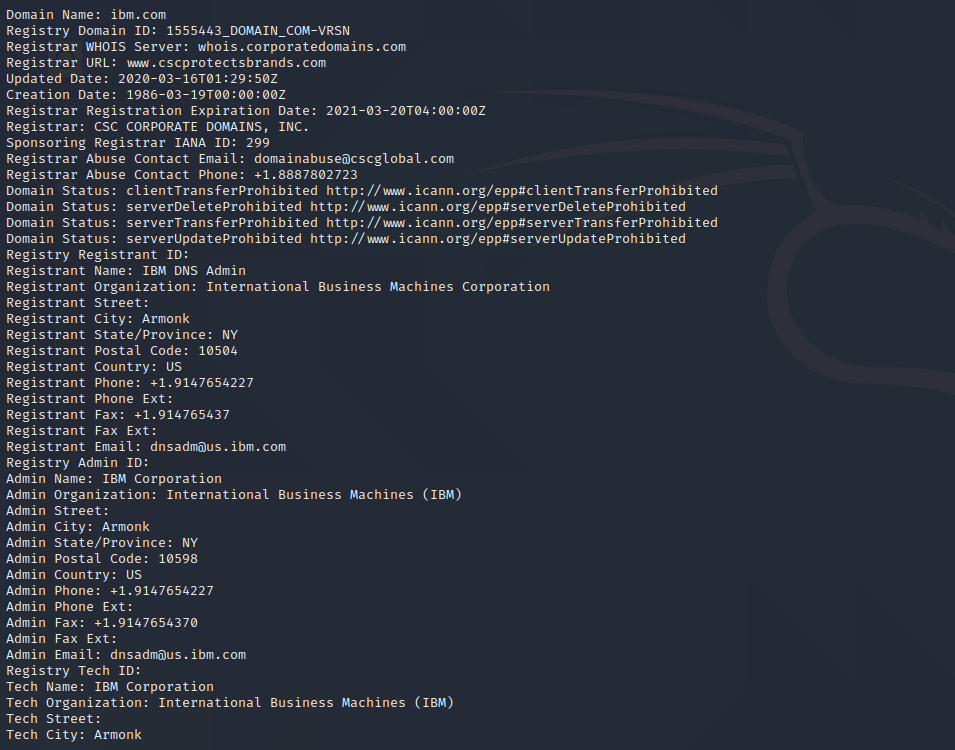 Domain Name: ibm.com
Registry Domain ID: 1555443_DOMAIN_COM-VRSN
Registrar WHOIS Server: whois.corporatedomains.com
Registrar URL: www.cscprotectsbrands.com
Updated Date: 2020-03-16T01:29:50Z
Creation Date: 1986-03-19T00:00:00Z
Registrar Registration Expiration Date: 2021-03-20T04:00:00Z
Registrar: CSC CORPORATE DOMAINS, INC.
Sponsoring Registrar IANA ID: 299
Registrar Abuse Contact Email: domainabuse@cscglobal.com
Registrar Abuse Contact Phone: +1.8887802723
Domain Status: clientTransferProhibited http://www.icann.org/epp#clientTransferProhibited
Domain Status: serverDeleteProhibited http://www.icann.org/epp#serverDeleteProhibited
Domain Status: serverTransferProhibited http://www.icann.org/epp#serverTransferProhibited
Domain Status: serverUpdateProhibited http://www.icann.org/epp#serverUpdateProhibited
Registry Registrant ID:
Registrant Name: IBM DNS Admin
Registrant Organization: International Business Machines Corporation
Registrant Street:
Registrant City: Armonk
Registrant State/Province: NY
Registrant Postal Code: 10504
Registrant Country: US
Registrant Phone: +1.9147654227
Registrant Phone Ext:
Registrant Fax: +1.914765437
Registrant Fax Ext:
Registrant Email: dnsadm@us.ibm.com
Registry Admin ID:
Admin Name: IBM Corporation
Admin Organization: International Business Machines (IBM)
Admin Street:
Admin City: Armonk
Admin State/Province: NY
Admin Postal Code: 10598
Admin Country: US
Admin Phone: +1.9147654227
Admin Phone Ext:
Admin Fax: +1.9147654370
Admin Fax Ext:
Admin Email: dnsadm@us.ibm.com
Registry Tech ID:
Tech Name: IBM Corporation
Tech Organization: International Business Machines (IBM)
Tech Street:
Tech City: Armonk